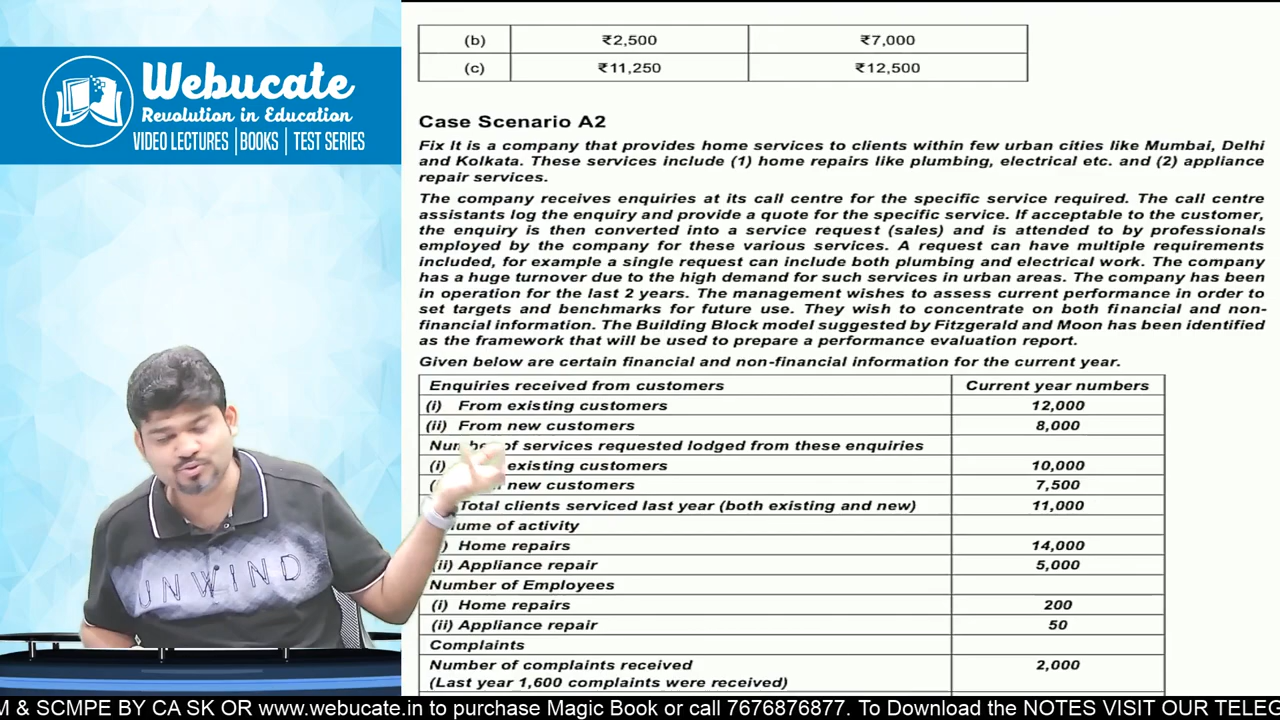 Webucate
Revolution in Education
VIDEO LECTURES | BOOKS | TEST SERIES
(b) ₹2,500 ₹7,000
(c) ₹11,250 ₹12,500
Case Scenario A2
Fix It is a company that provides home services to clients within few urban cities like Mumbai, Delhi
and Kolkata. These services include (1) home repairs like plumbing, electrical etc. and (2) appliance
repair services.
The company receives enquiries at its call centre for the specific service required. The call centre
assistants log the enquiry and provide a quote for the specific service. If acceptable to the customer,
the enquiry is then converted into a service request (sales) and is attended to by professionals
employed by the company for these various services. A request can have multiple requirements
included, for example a single request can include both plumbing and electrical work. The company
has a huge turnover due to the high demand for such services in urban areas. The company has been
in operation for the last 2 years. The management wishes to assess current performance in order to
set targets and benchmarks for future use. They wish to concentrate on both financial and non-
financial information. The Building Block model suggested by Fitzgerald and Moon has been identified
as the framework that will be used to prepare a performance evaluation report.
Given below are certain financial and non-financial information for the current year.
Enquiries received from customers Current year numbers
(i) From existing customers 12,000
(ii) From new customers 8,000
of services requested lodged from these enquiries
(i) existing customers 10,000
new customers 7,500
Total clients serviced last year (both existing and new) 11,000
of activity
Home repairs 14,000
(ii) Appliance repair 5,000
Number of Employees
(i) Home repairs 200
(ii) Appliance repair 50
Complaints
Number of complaints received 2,000
(Last year 1,600 complaints were received)
UNWIND
M & SCMPE BY CA SK OR www.webucate.in to purchase Magic Book or call 7676876877. To Download the NOTES VISIT OUR TELEG